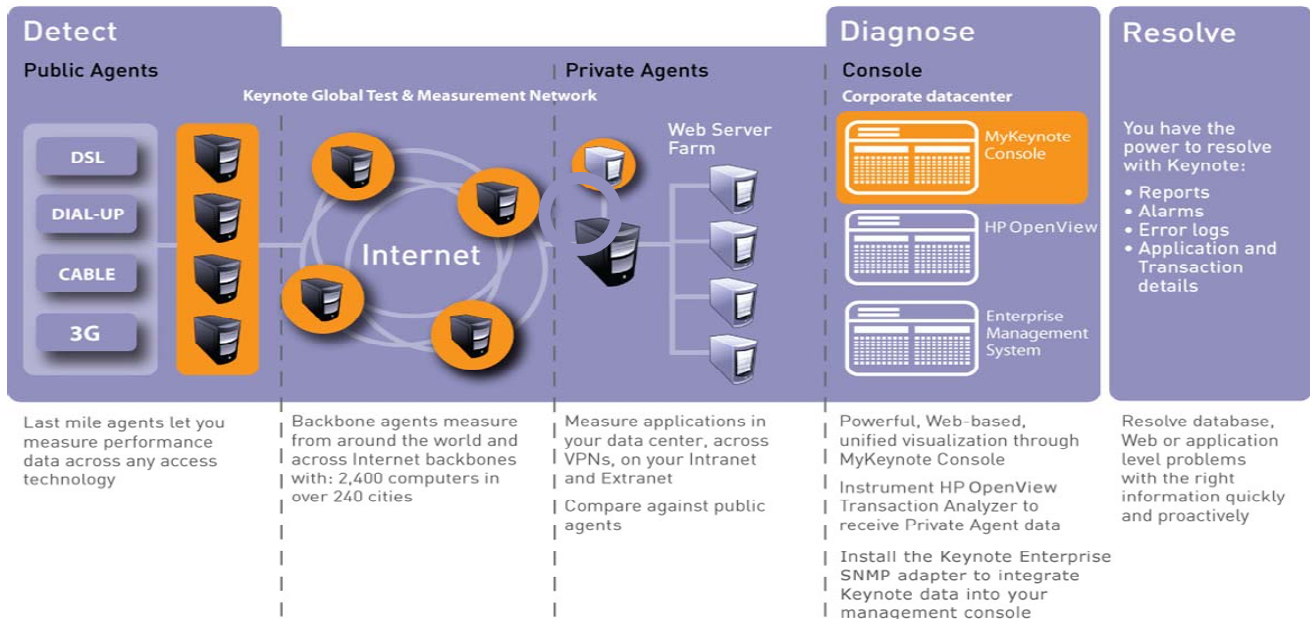 Detect
Public Agents
Keynote Global Test & Measurement Network
DSL
DIAL-UP
CABLE
3G
Internet
Private Agents
Web Server
Farm
Diagnose
Console
Corporate datacenter
MyKeynote
Console
HP OpenView
Enterprise
Management
System
Resolve
You have the
power to resolve
with Keynote:
• Reports
• Alarms
• Error logs
• Application and
Transaction
details
Last mile agents let you
measure performance
data across any access
technology
Backbone agents measure
from around the world and
across Internet backbones
with: 2,400 computers in
over 240 cities
Measure applications in
your data center, across
VPNs, on your Intranet
and Extranet
Compare against public
agents
Powerful, Web-based,
unified visualization through
MyKeynote Console
Instrument HP OpenView
Transaction Analyzer to
receive Private Agent data
Install the Keynote Enterprise
SNMP adapter to integrate
Keynote data into your
management console
Resolve database,
Web or application
level problems
with the right
information quickly
and proactively